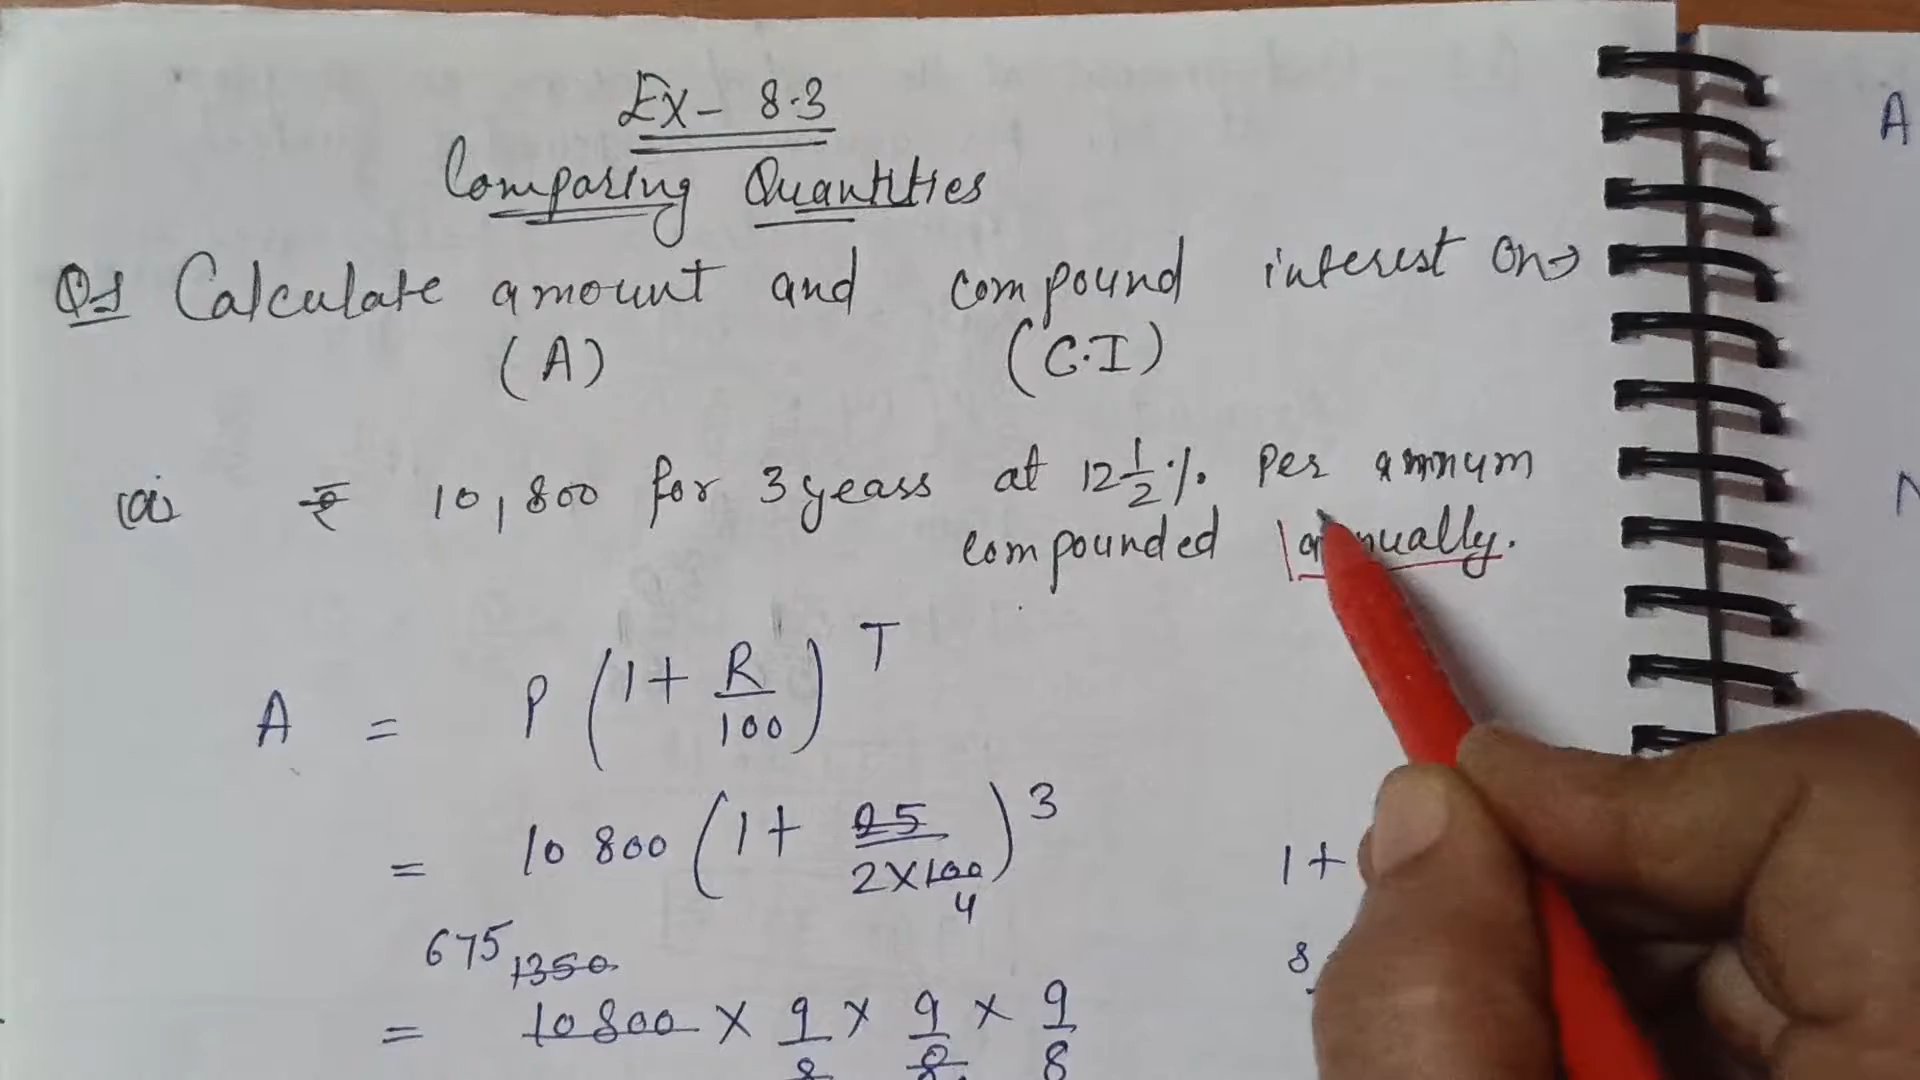 Ex - 8.3
Comparing Quantities
Q1 Calculate amount and compound interest on →
(A) (C.I)
(a) ₹ 10,800 for 3 years at 12 1/2 % per annum
compounded annually.
A = P (1 + R/100)^T
= 10 800 (1 + 25/2×100)^3
4
1 +
675 1350
8
= 10800 × 9/8 × 9/8 × 9/8
A